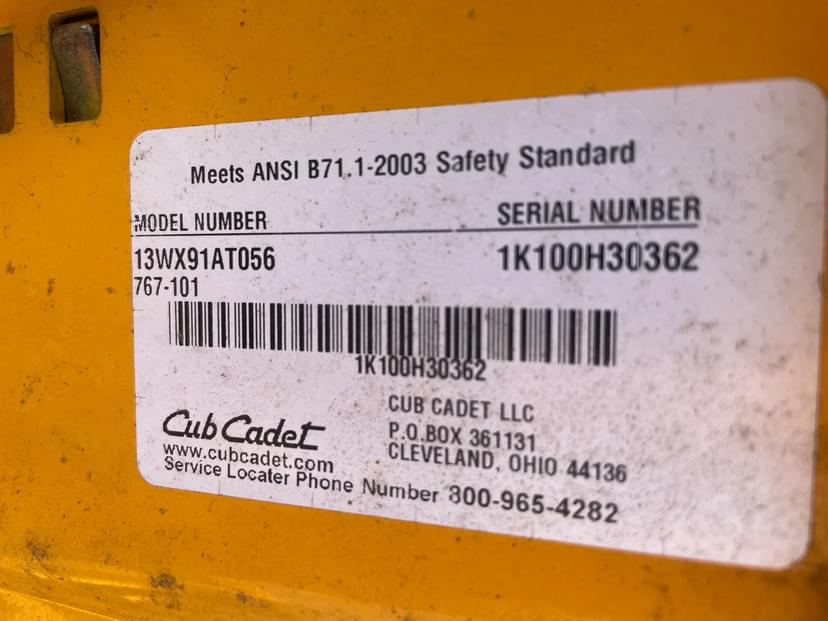 Meets ANSI B71.1-2003 Safety Standard
MODEL NUMBER SERIAL NUMBER
13WX91AT056 1K100H30362
767-101
1K100H30362
Cub Cadet
www.cubcadet.com
Service Locater Phone Number 800-965-4282
CUB CADET LLC
P.O.BOX 361131
CLEVELAND, OHIO 44136